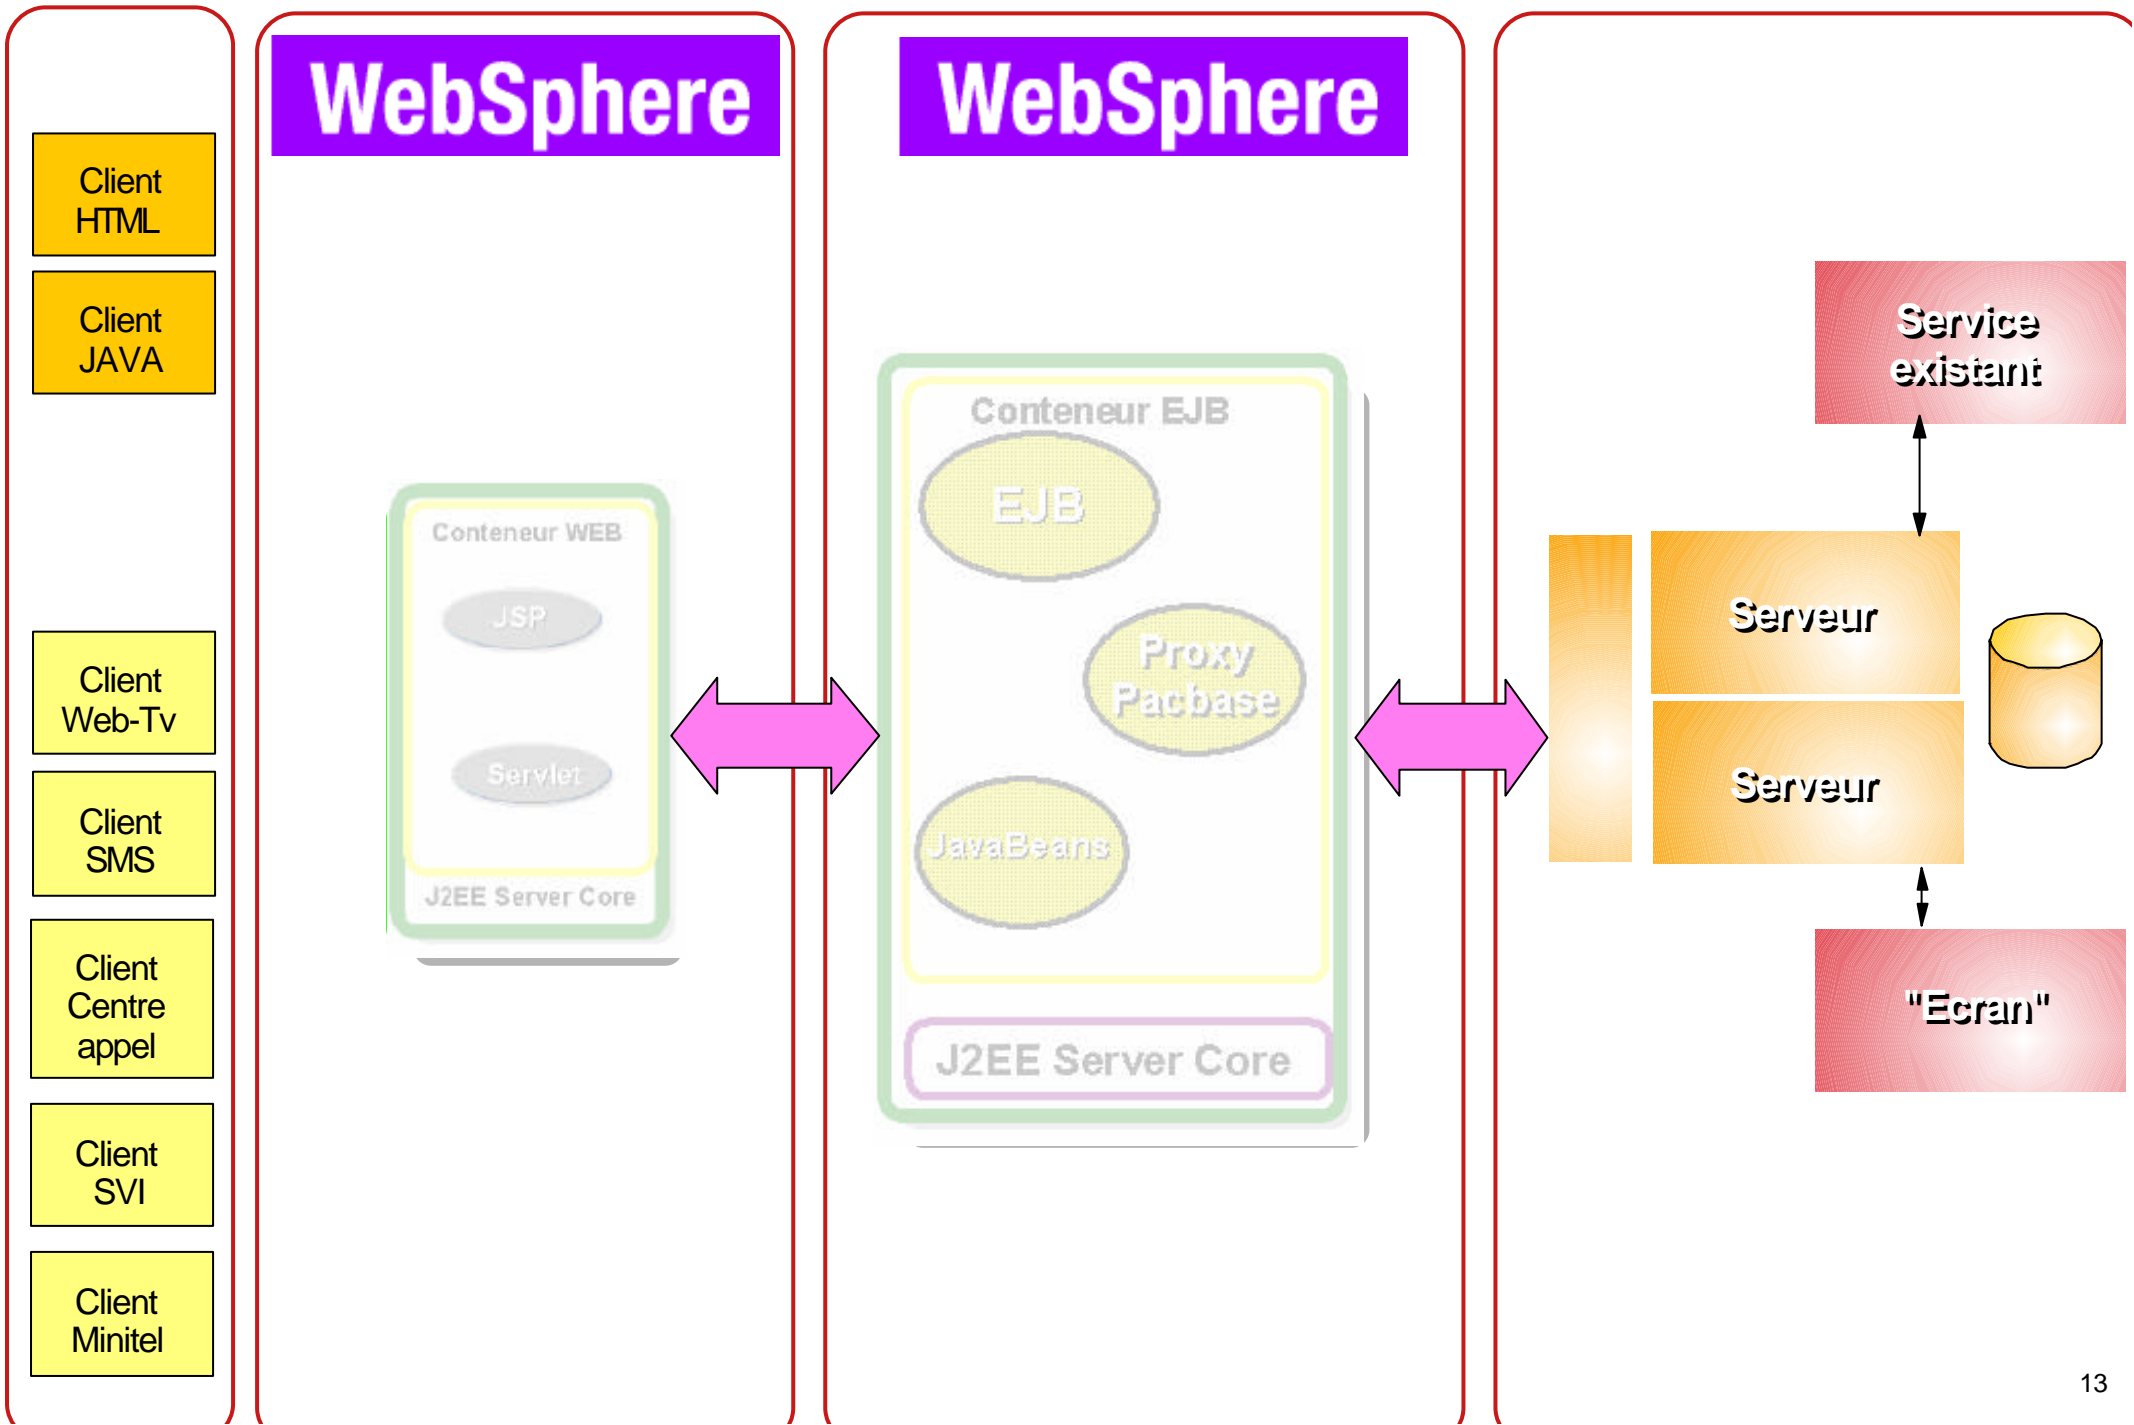 Client
HTML
Client
JAVA
Client
Web-Tv
Client
SMS
Client
Centre
appel
Client
SVI
Client
Minitel
WebSphere
Conteneur WEB
JSP
Servlet
J2EE Server Core
WebSphere
Conteneur EJB
EJB
Proxy
Pacbase
JavaBeans
J2EE Server Core
Service
existant
Serveur
Serveur
"Ecran"
13